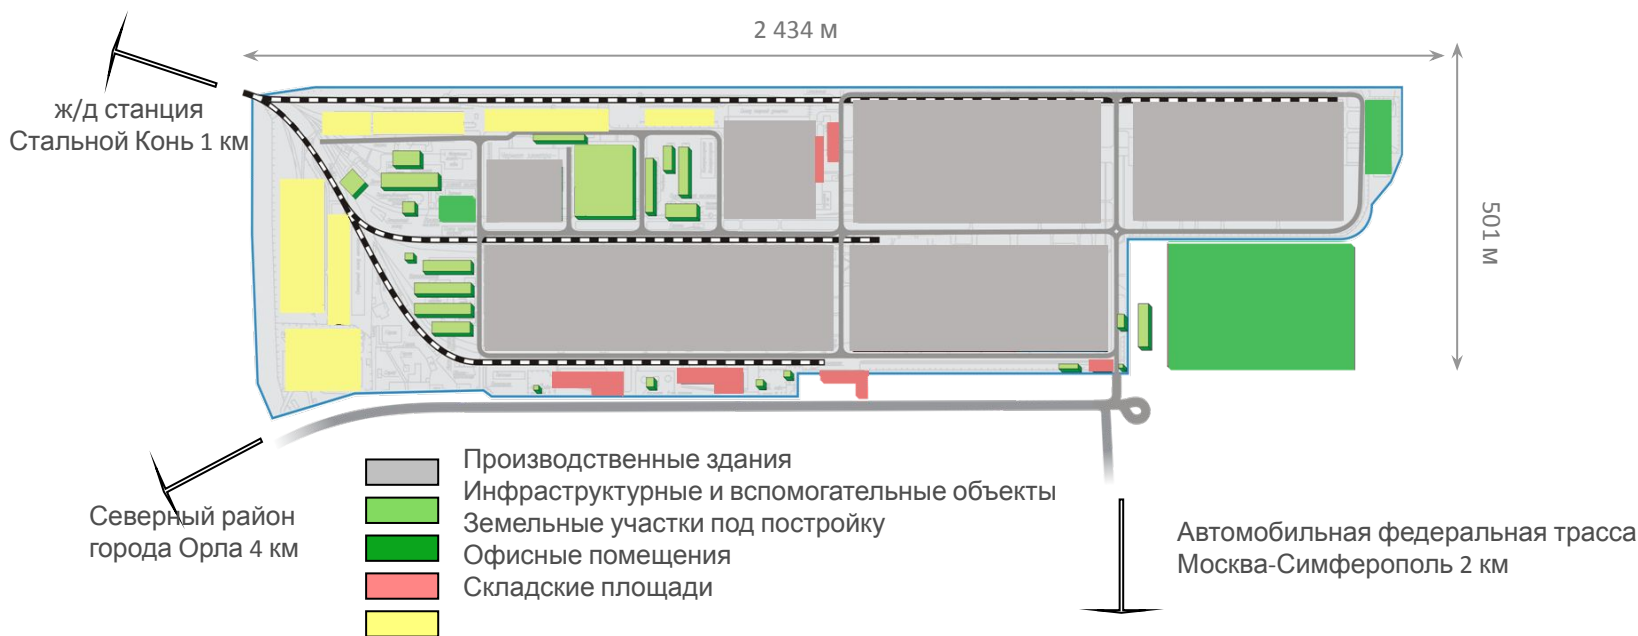 2 434 м
ж/д станция
Стальной Конь 1 км
501 м
Производственные здания
Инфраструктурные и вспомогательные объекты
Земельные участки под постройку
Офисные помещения
Складские площади
Северный район
города Орла 4 км
Автомобильная федеральная трасса
Москва-Симферополь 2 км